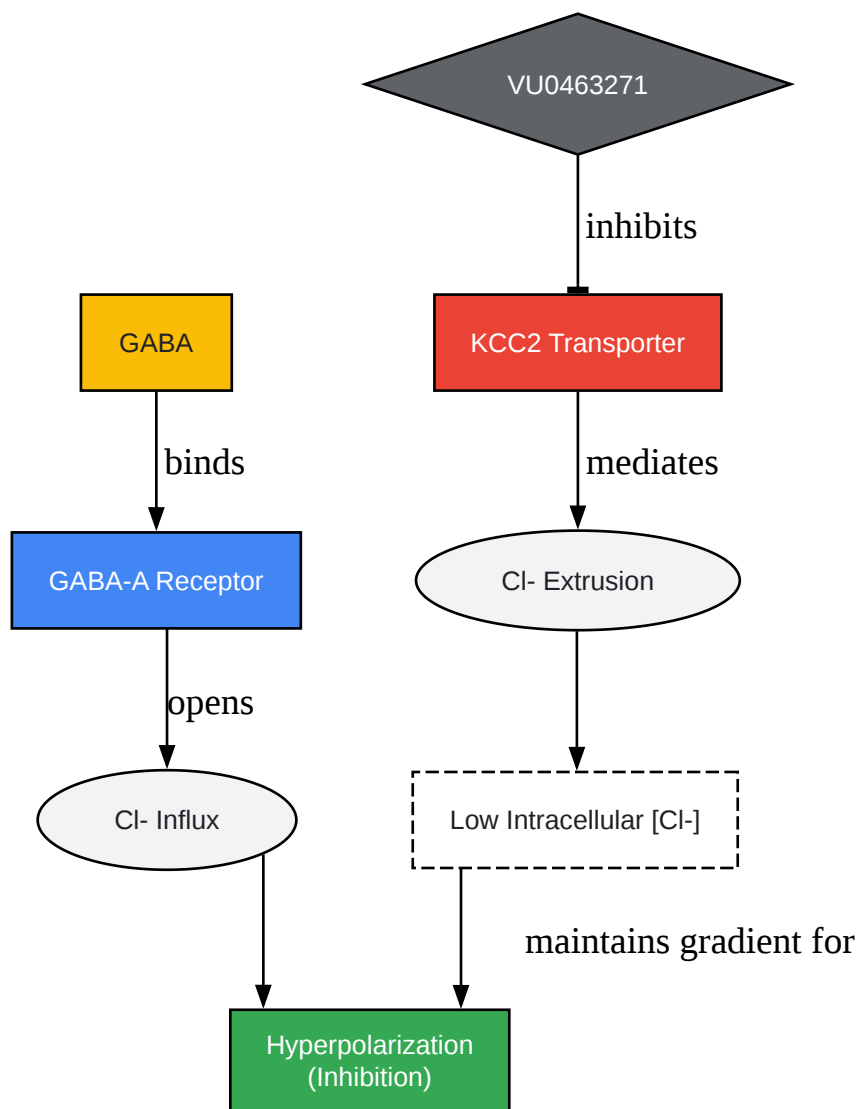 VU0463271
inhibits
GABA
KCC2 Transporter
binds
mediates
GABA-A Receptor
Cl- Extrusion
opens
Cl- Influx
Low Intracellular [Cl-]
maintains gradient for
Hyperpolarization
(Inhibition)